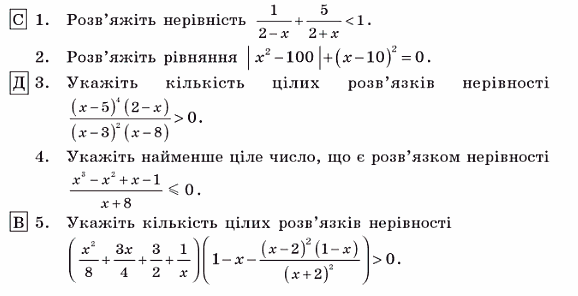 С 1. Розв'яжіть нерівність $\frac{1}{2-x}+\frac{5}{2+x}<1$.
2. Розв'яжіть рівняння $|x^2-100|+(x-10)^2=0$.
Д 3. Укажіть кількість цілих розв'язків нерівності
$\frac{(x-5)^4(2-x)}{(x-3)^2(x-8)}>0$.
4. Укажіть найменше ціле число, що є розв'язком нерівності
$\frac{x^3-x^2+x-1}{x+8}\leqslant 0$.
В 5. Укажіть кількість цілих розв'язків нерівності
$\left(\frac{x^2}{8}+\frac{3x}{4}+\frac{3}{2}+\frac{1}{x}\right)\left(1-x-\frac{(x-2)^2(1-x)}{(x+2)^2}\right)>0$.